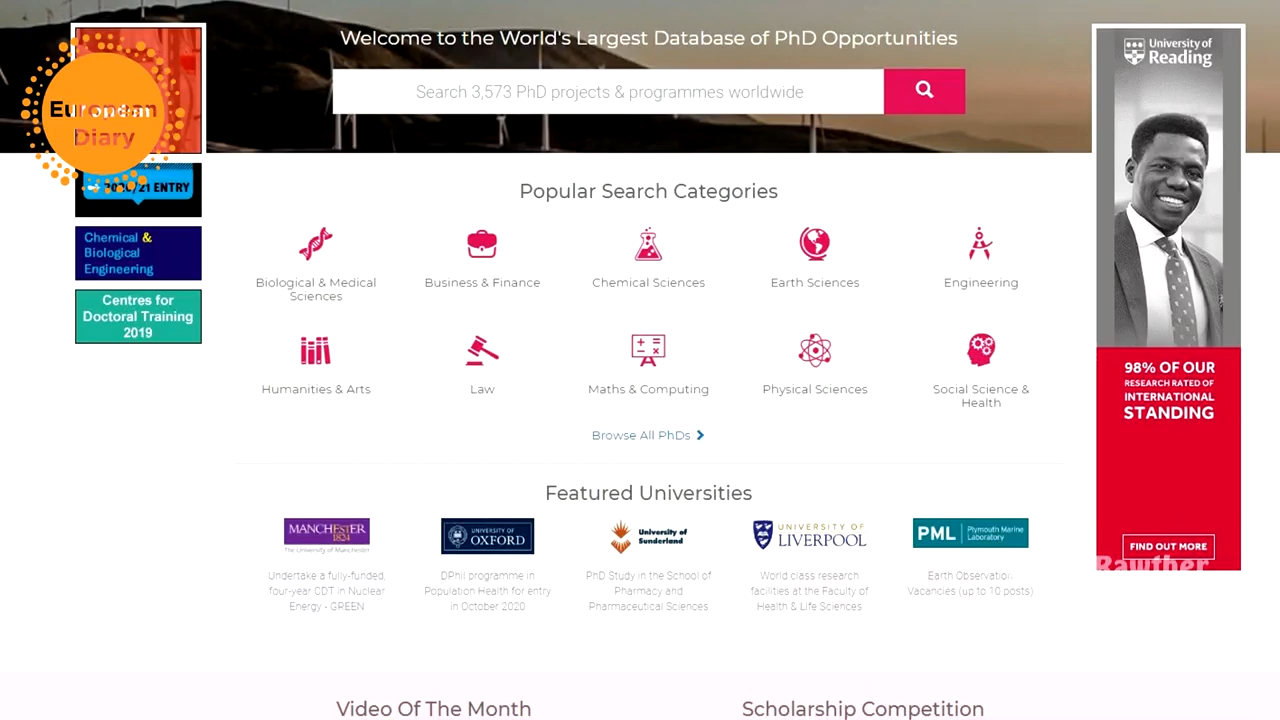 Welcome to the World's Largest Database of PhD Opportunities
Search 3,573 PhD projects & programmes worldwide
European
Diary
ENTRY
Chemical &
Biological
Engineering
Centres for
Doctoral Training
2019
Popular Search Categories
Biological & Medical
Sciences
Business & Finance
Chemical Sciences
Earth Sciences
Engineering
Humanities & Arts
Law
Maths & Computing
Physical Sciences
Social Science &
Health
Browse All PhDs
Featured Universities
MANCHESTER
1824
The University of Manchester
Undertake a fully-funded,
four-year CDT in Nuclear
Energy - GREEN
UNIVERSITY OF
OXFORD
DPhil programme in
Population Health for entry
in October 2020
University of
Sunderland
PhD Study in the School of
Pharmacy and
Pharmaceutical Sciences
UNIVERSITY OF
LIVERPOOL
World class research
facilities at the Faculty of
Health & Life Sciences
PML
Plymouth Marine
Laboratory
Earth Observation
Vacancies (up to 10 posts)
University of
Reading
98% OF OUR
RESEARCH RATED OF
INTERNATIONAL
STANDING
FIND OUT MORE
Rawther
Video Of The Month
Scholarship Competition